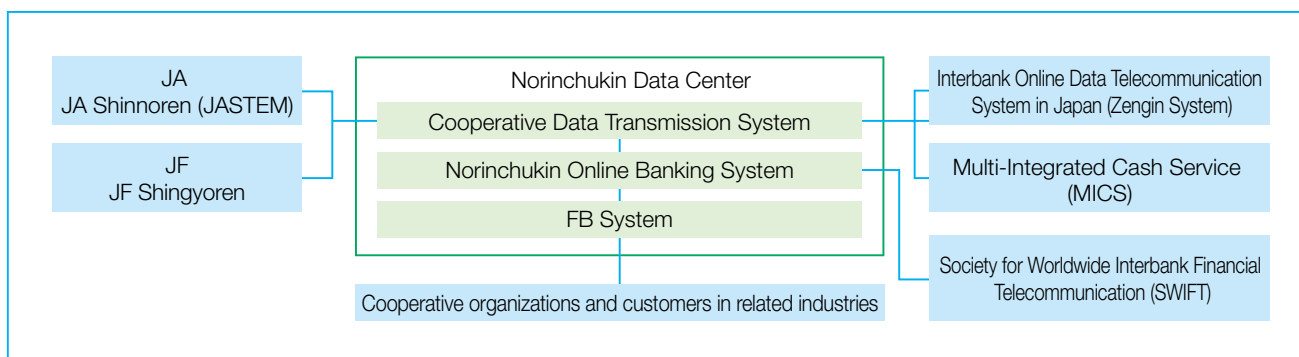 JA
JA Shinnoren (JASTEM)
JF
JF Shingyoren
Norinchukin Data Center
Cooperative Data Transmission System
Norinchukin Online Banking System
FB System
Cooperative organizations and customers in related industries
Interbank Online Data Telecommunication
System in Japan (Zengin System)
Multi-Integrated Cash Service
(MICS)
Society for Worldwide Interbank Financial
Telecommunication (SWIFT)